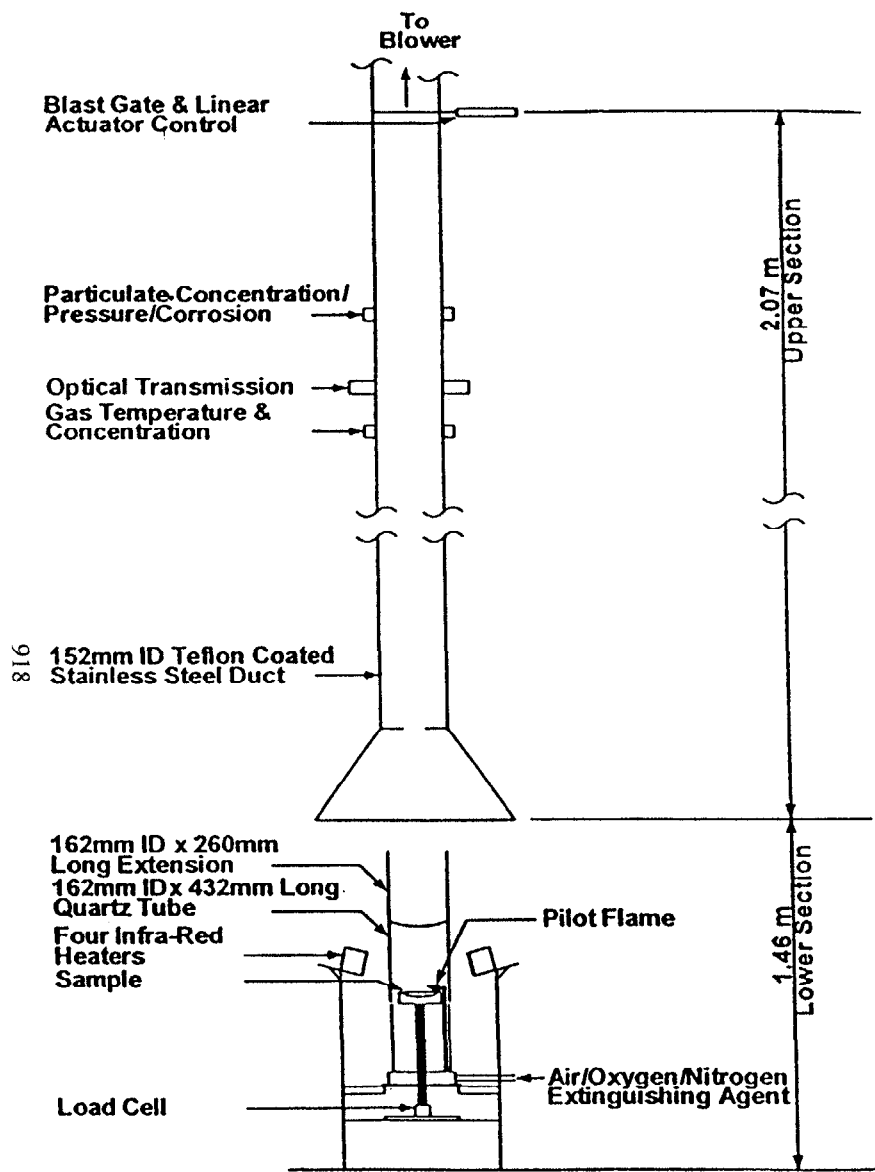 To
Blower
Blast Gate & Linear
Actuator Control
2.07 m
Upper Section
Particulate-Concentration/
Pressure/Corrosion
Optical Transmission
Gas Temperature &
Concentration
918
152mm ID Teflon Coated
Stainless Steel Duct
162mm ID x 260mm
Long Extension
162mm IDx 432mm Long
Quartz Tube
Pilot Flame
Four Infra-Red
Heaters
Sample
1.46 m
Lower Section
Air/Oxygen/Nitrogen
Extinguishing Agent
Load Cell